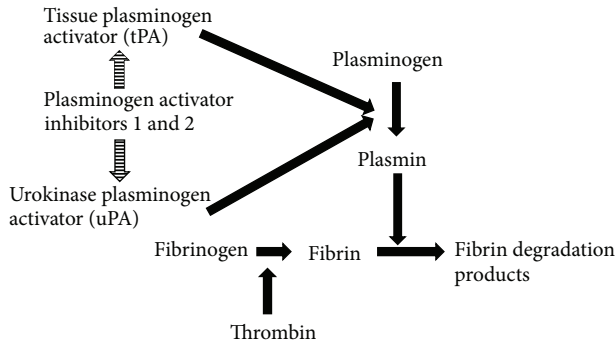 Tissue plasminogen
activator (tPA)
Plasminogen
Plasminogen activator
inhibitors 1 and 2
Plasmin
Urokinase plasminogen
activator (uPA)
Fibrinogen
Fibrin
Fibrin degradation
products
Thrombin